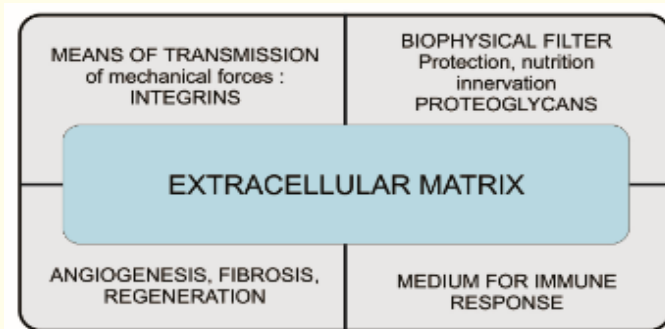 MEANS OF TRANSMISSION
of mechanical forces :
INTEGRINS
BIOPHYSICAL FILTER
Protection, nutrition
innervation
PROTEOGLYCANS
EXTRACELLULAR MATRIX
ANGIOGENESIS, FIBROSIS,
REGENERATION
MEDIUM FOR IMMUNE
RESPONSE